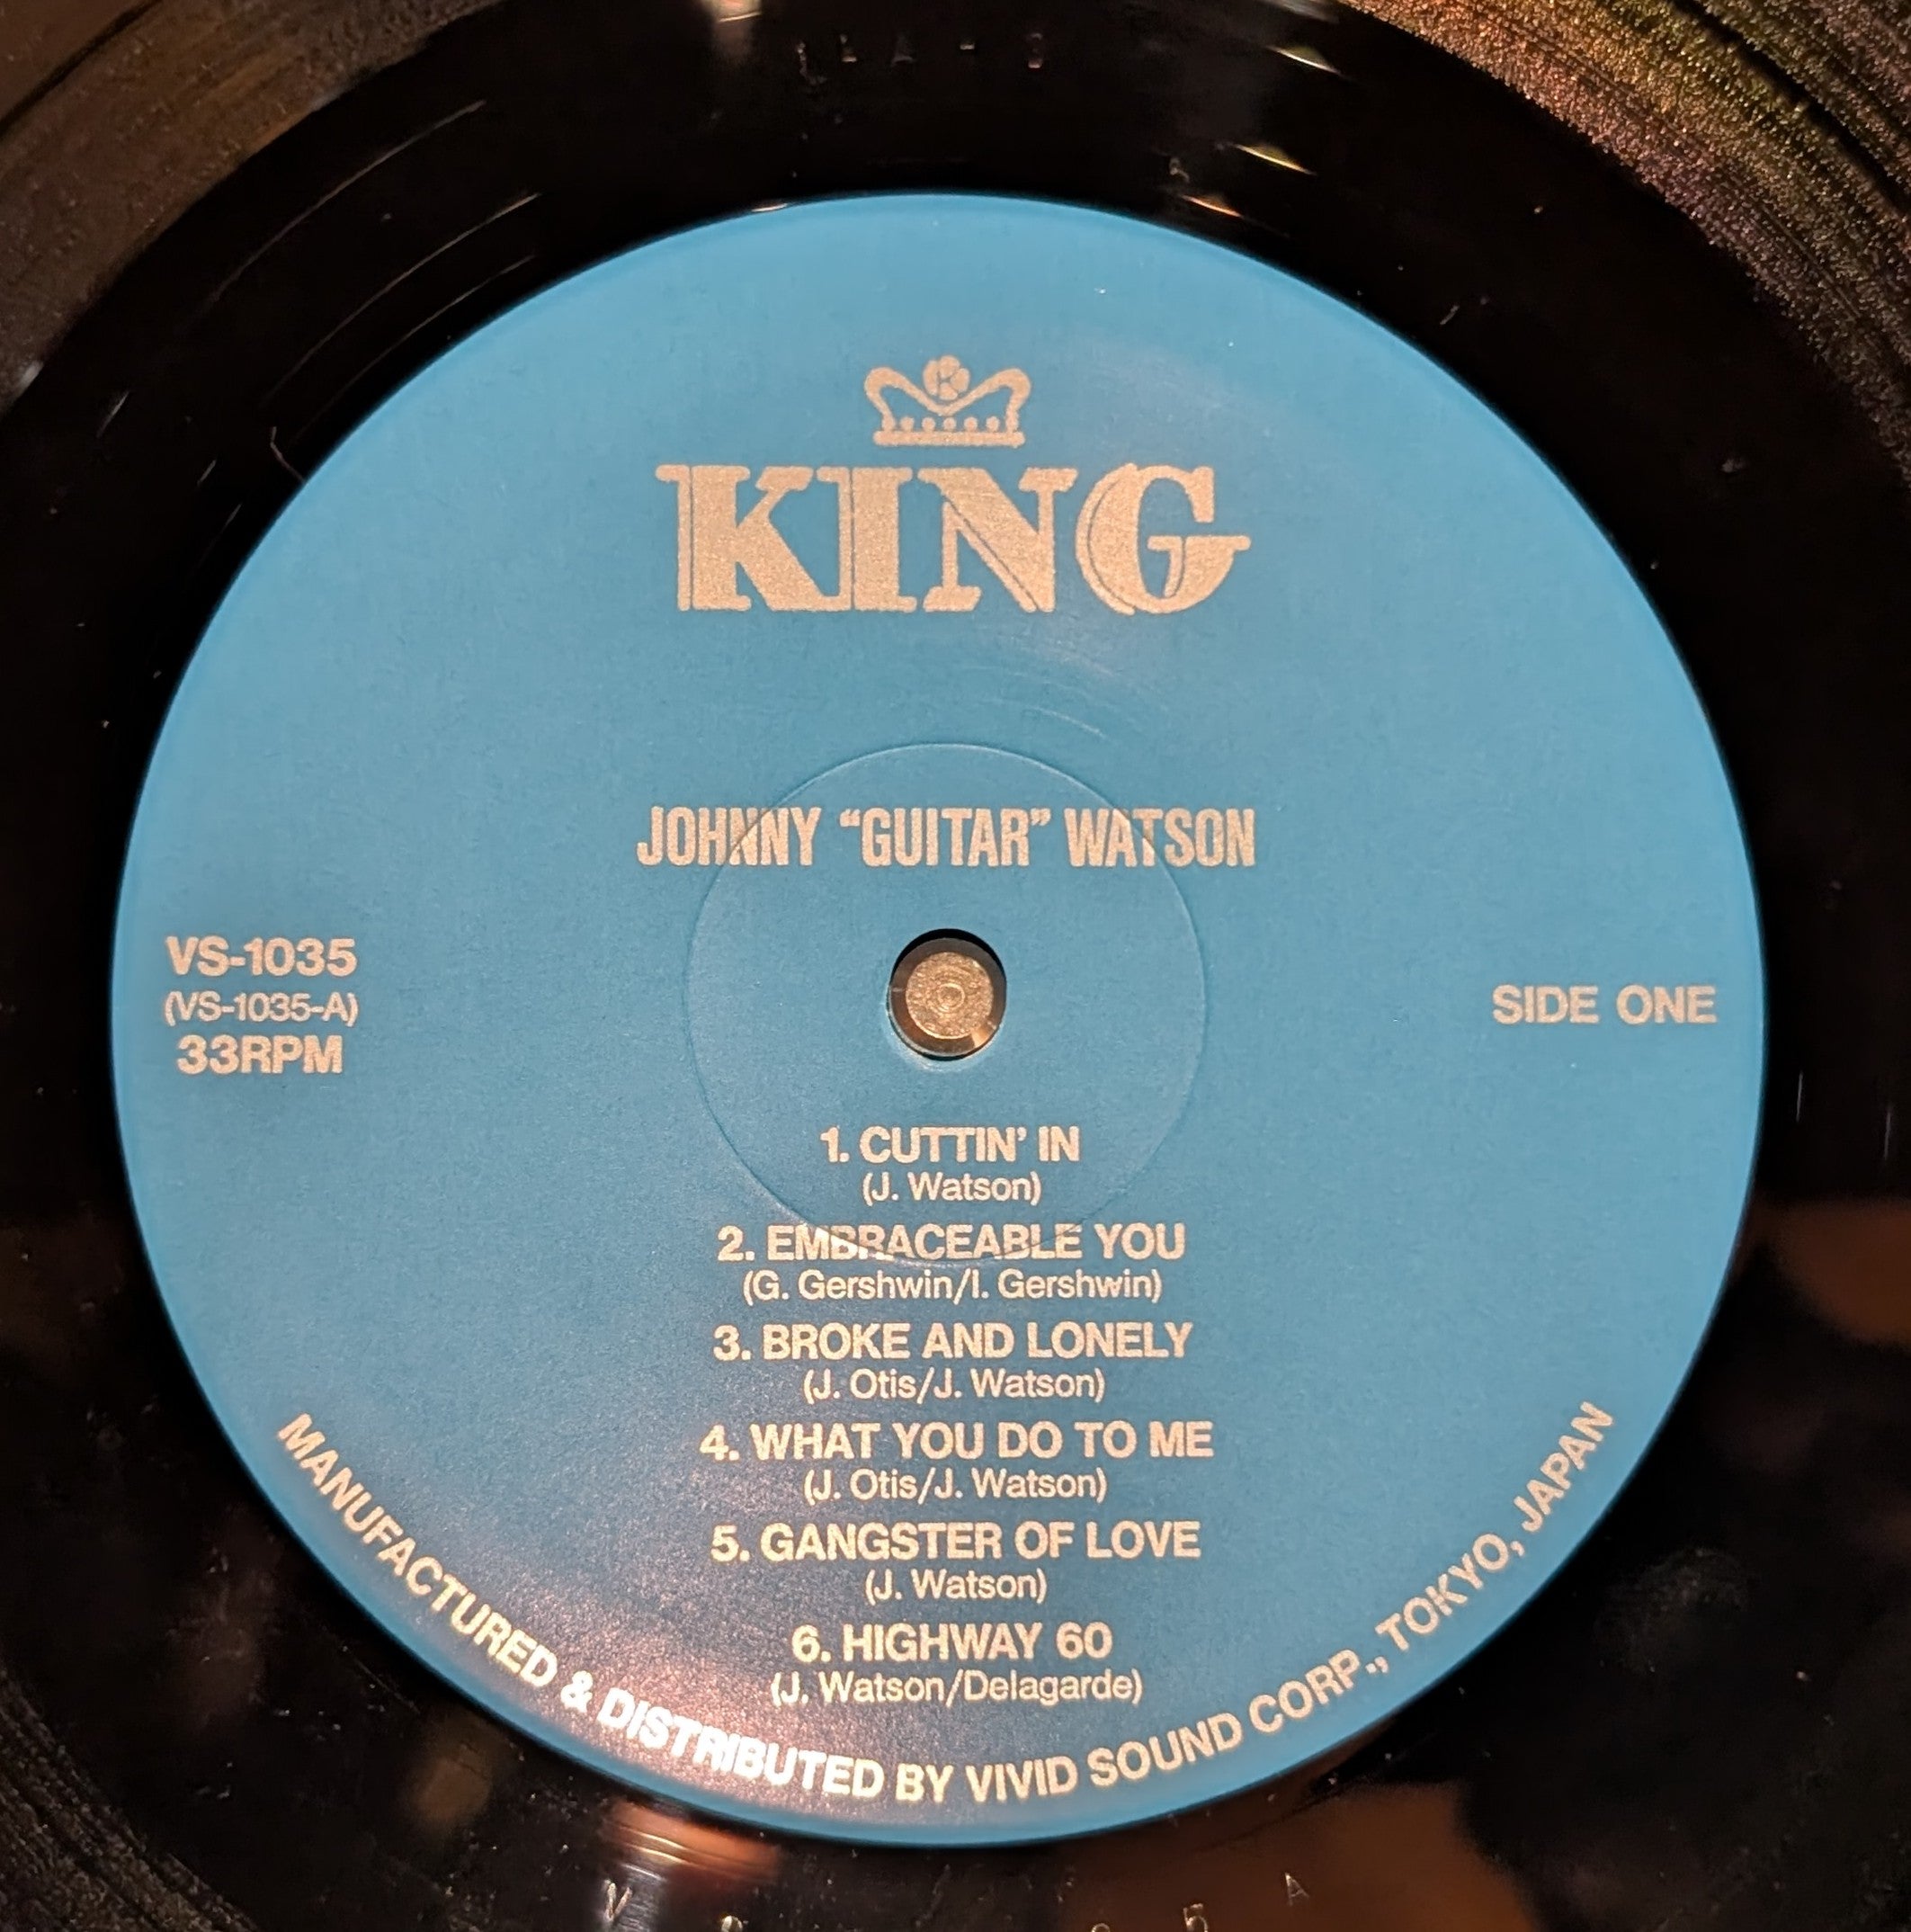 KING
JOHNNY “GUITAR” WATSON
VS-1035
(VS-1035-A)
33RPM
SIDE ONE
1. CUTTIN’ IN
(J. Watson)
2. EMBRACEABLE YOU
(G. Gershwin/I. Gershwin)
3. BROKE AND LONELY
(J. Otis/J. Watson)
4. WHAT YOU DO TO ME
(J. Otis/J. Watson)
5. GANGSTER OF LOVE
(J. Watson)
6. HIGHWAY 60
(J. Watson/Delagarde)
MANUFACTURED & DISTRIBUTED BY VIVID SOUND CORP., TOKYO, JAPAN